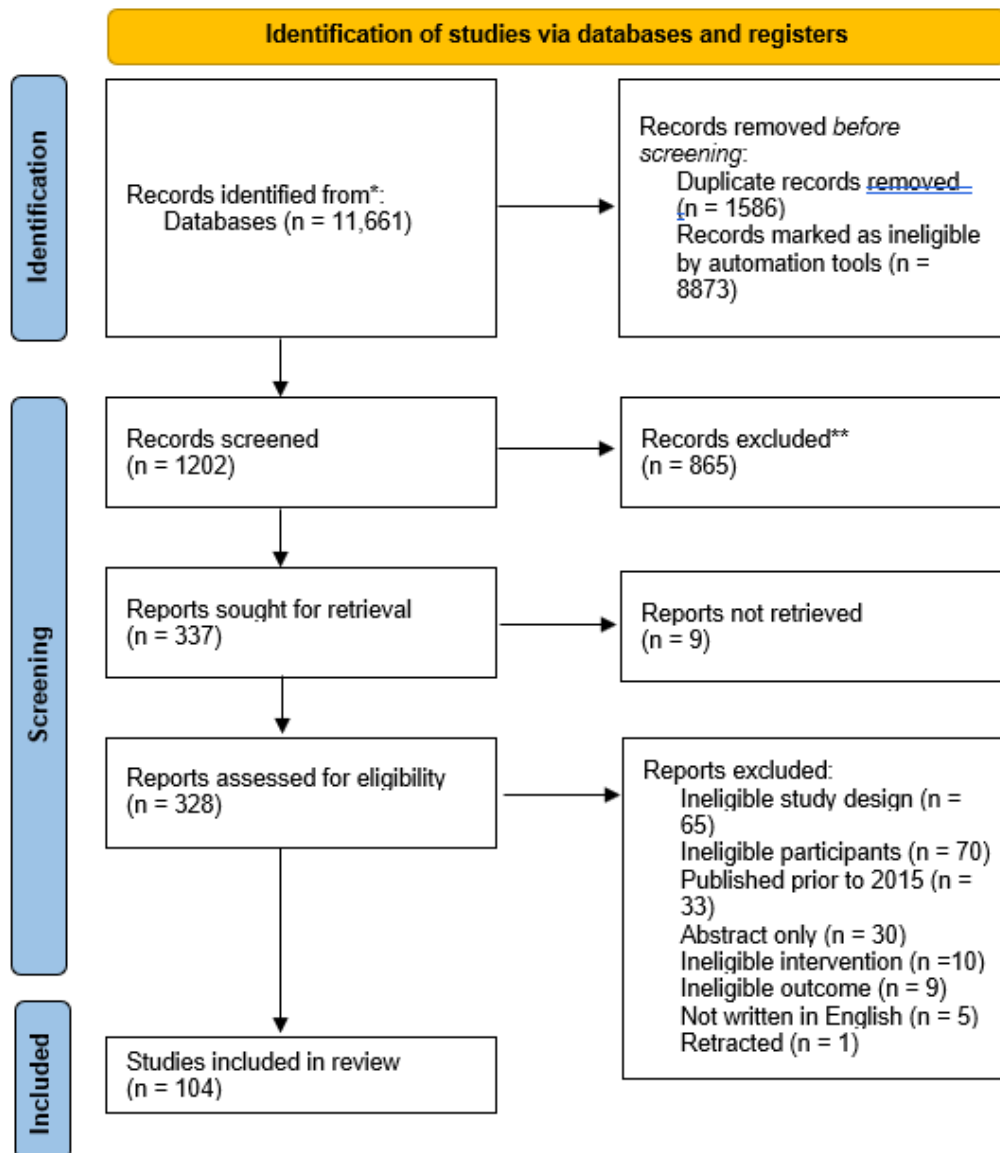 Identification of studies via databases and registers
Identification
Records identified from*:
Databases (n = 11,661)
Records removed before
screening:
Duplicate records removed
(n = 1586)
Records marked as ineligible
by automation tools (n =
8873)
Screening
Records screened
(n = 1202)
Records excluded**
(n = 865)
Reports sought for retrieval
(n = 337)
Reports not retrieved
(n = 9)
Reports assessed for eligibility
(n = 328)
Reports excluded:
Ineligible study design (n =
65)
Ineligible participants (n = 70)
Published prior to 2015 (n =
33)
Abstract only (n = 30)
Ineligible intervention (n =10)
Ineligible outcome (n = 9)
Not written in English (n = 5)
Retracted (n = 1)
Included
Studies included in review
(n = 104)